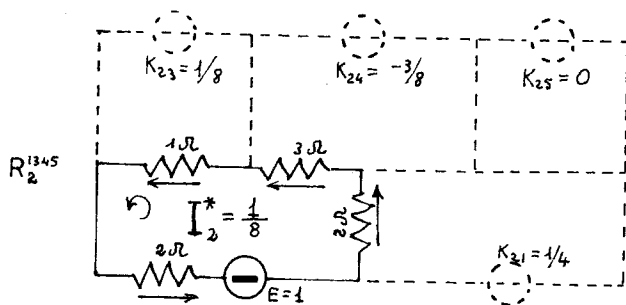 K23 = 1/8
K24 = -3/8
K25 = 0
1Ω
3Ω
R2^1345
I2* = 1/8
2Ω
2Ω
E=1
K21 = 1/4